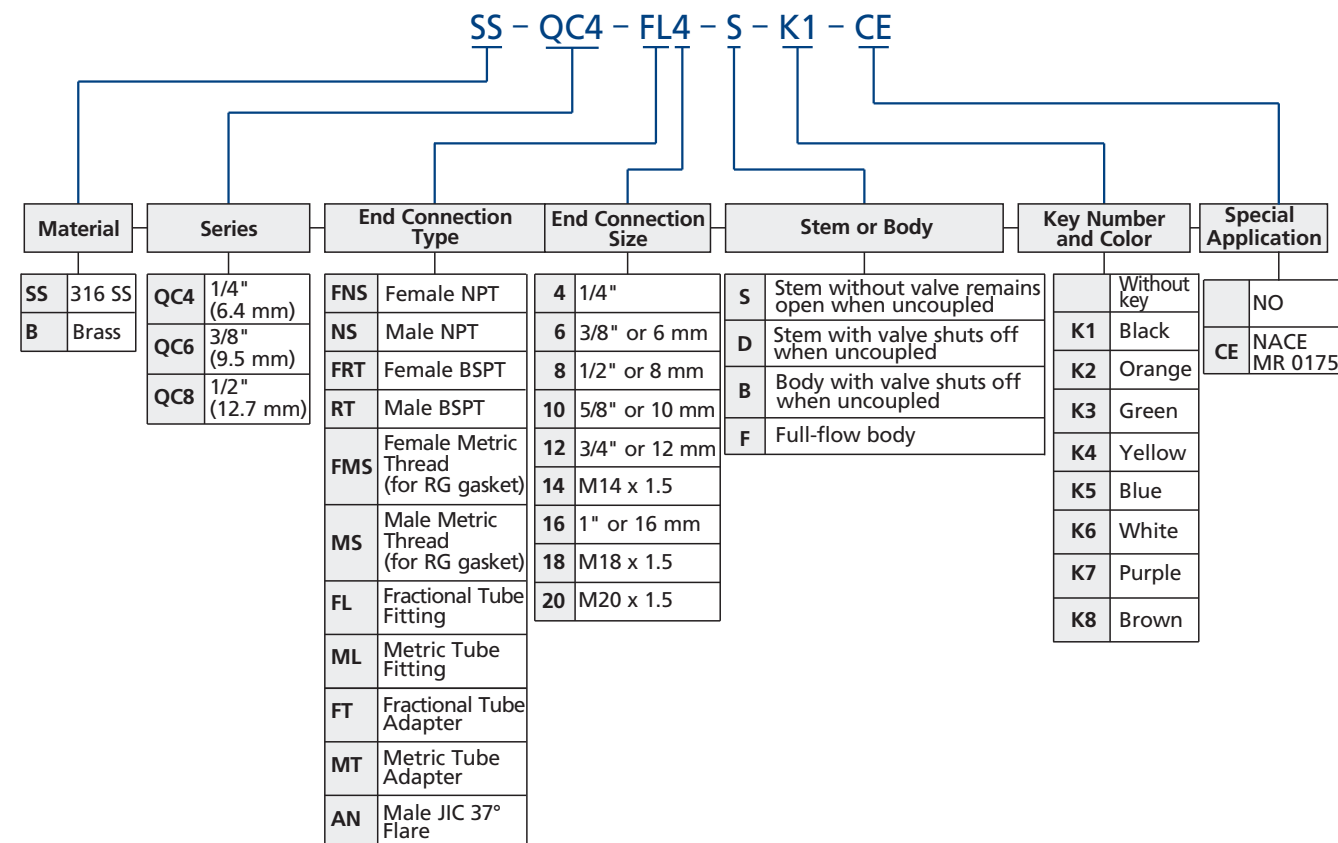 SS – QC4 – FL4 – S – K1 – CE
Material
SS 316 SS
B Brass
Series
QC4 1/4"
(6.4 mm)
QC6 3/8"
(9.5 mm)
QC8 1/2"
(12.7 mm)
End Connection
Type
FNS Female NPT
NS Male NPT
FRT Female BSPT
RT Male BSPT
FMS Female Metric
Thread
(for RG gasket)
MS Male Metric
Thread
(for RG gasket)
FL Fractional Tube
Fitting
ML Metric Tube
Fitting
FT Fractional Tube
Adapter
MT Metric Tube
Adapter
AN Male JIC 37°
Flare
End Connection
Size
4 1/4"
6 3/8" or 6 mm
8 1/2" or 8 mm
10 5/8" or 10 mm
12 3/4" or 12 mm
14 M14 x 1.5
16 1" or 16 mm
18 M18 x 1.5
20 M20 x 1.5
Stem or Body
S Stem without valve remains
open when uncoupled
D Stem with valve shuts off
when uncoupled
B Body with valve shuts off
when uncoupled
F Full-flow body
Key Number
and Color
Without
key
K1 Black
K2 Orange
K3 Green
K4 Yellow
K5 Blue
K6 White
K7 Purple
K8 Brown
Special
Application
NO
CE NACE
MR 0175